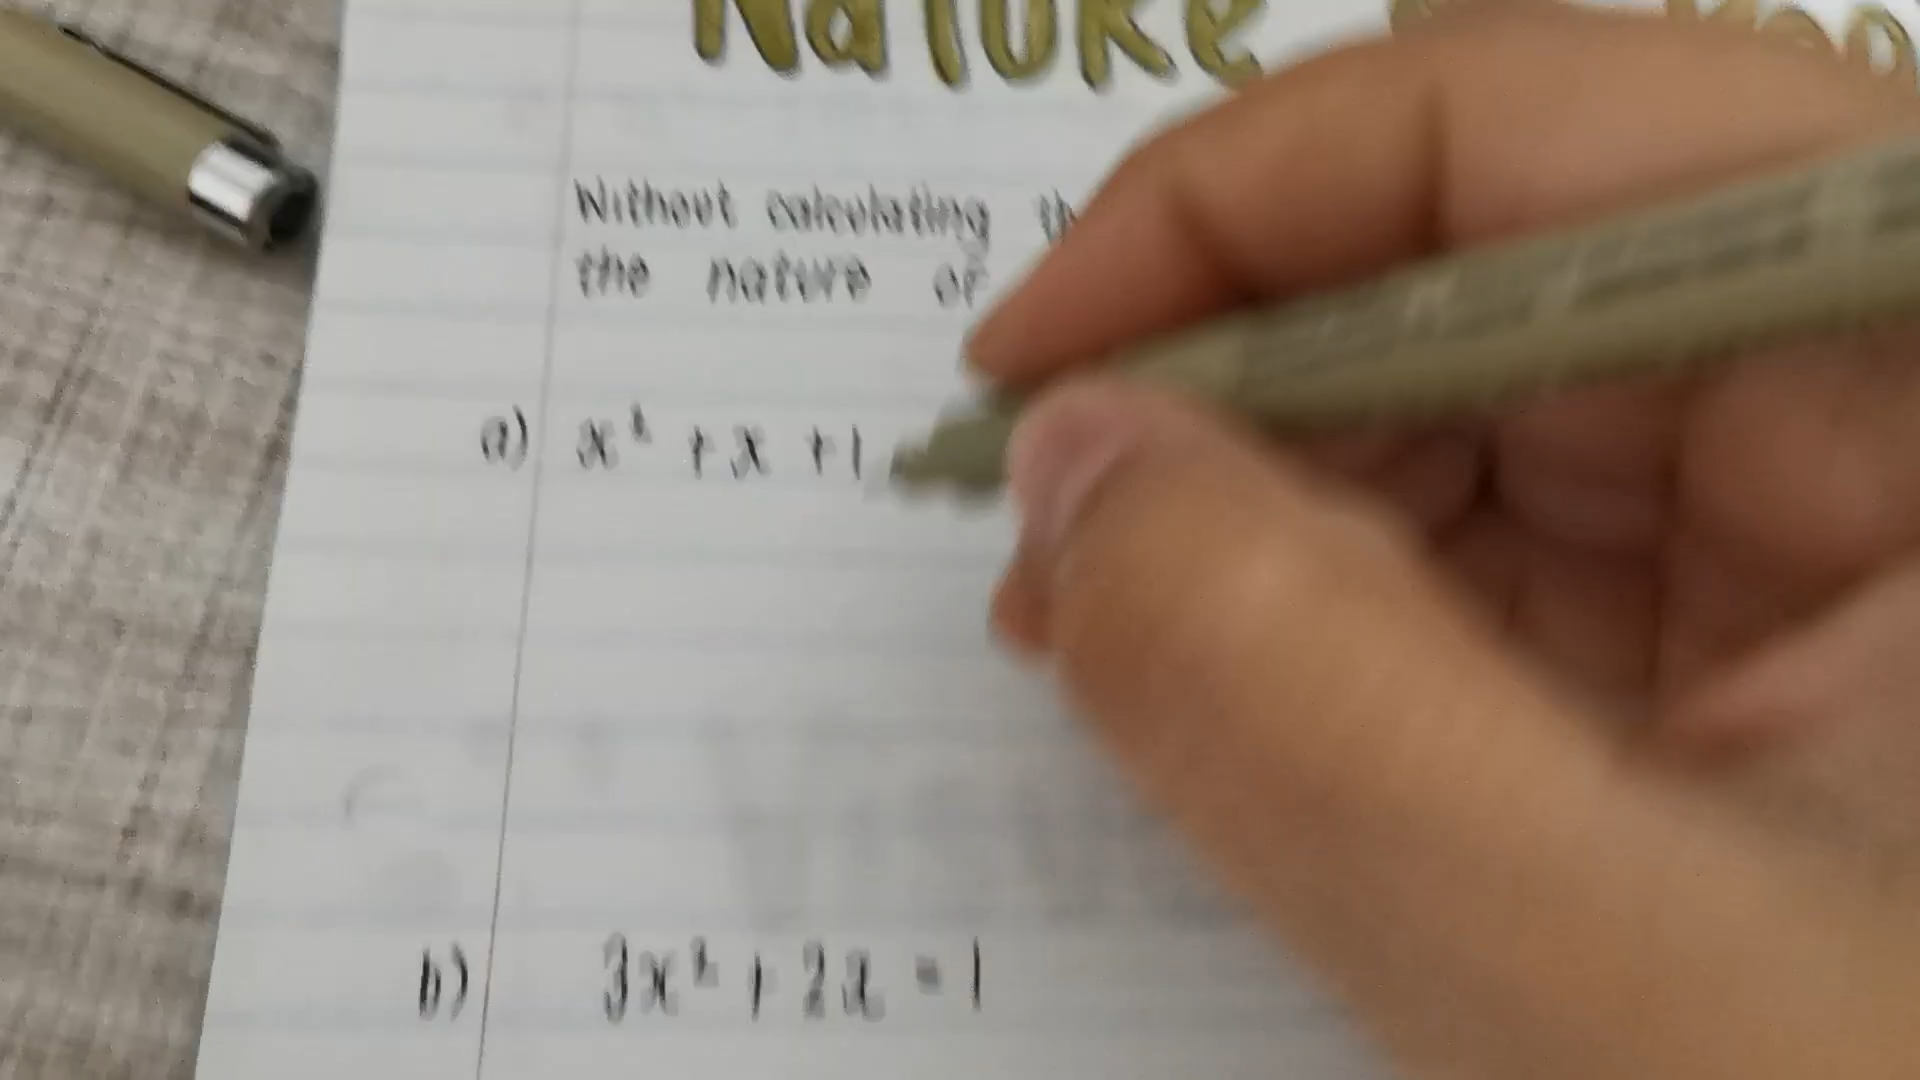 Nature
Without calculating
the nature of
a) x² + x + 1
b) 3x² + 2x = 1